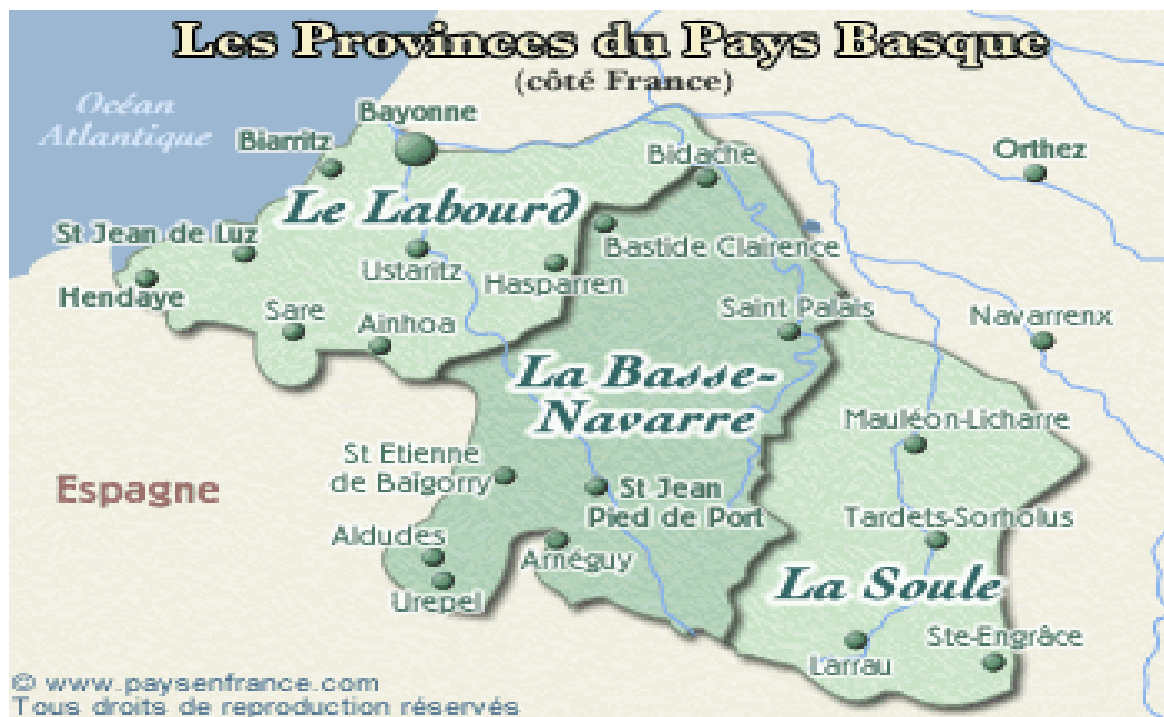 Les Provinces du Pays Basque
(côté France)
Océan
Atlantique
Bayonne
Biarritz
Bidache
Orthez
Le Labourd
St Jean de Luz
Bastide Clairence
Ustaritz
Hasparren
Hendaye
Sare
Ainhoa
Saint Palais
Navarrenx
La Basse-
Navarre
Mauléon-Licharre
St Etienne
de Baïgorry
Espagne
St Jean
Pied de Port
Tardets-Sorholus
Aldudes
Arnéguy
Urepel
La Soule
Ste-Engrâce
Larrau
© www.paysenfrance.com
Tous droits de reproduction réservés